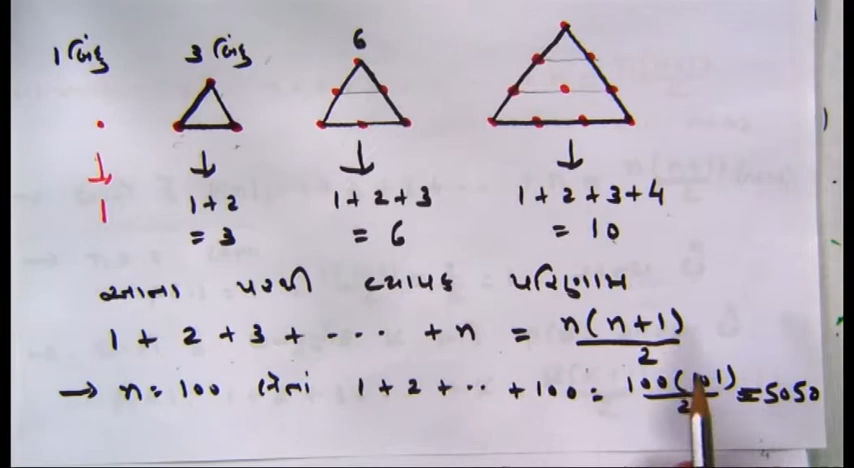 1 બિંદુ 3 બિંદુ 6
1 1+2 1+2+3 1+2+3+4
= 3 = 6 = 10
આના પરથી વ્યાપક પરિણામ
1 + 2 + 3 + ···· + n = n(n+1)/2
→ n = 100 લેતાં 1 + 2 + ··· + 100 = 100(101)/2 = 5050